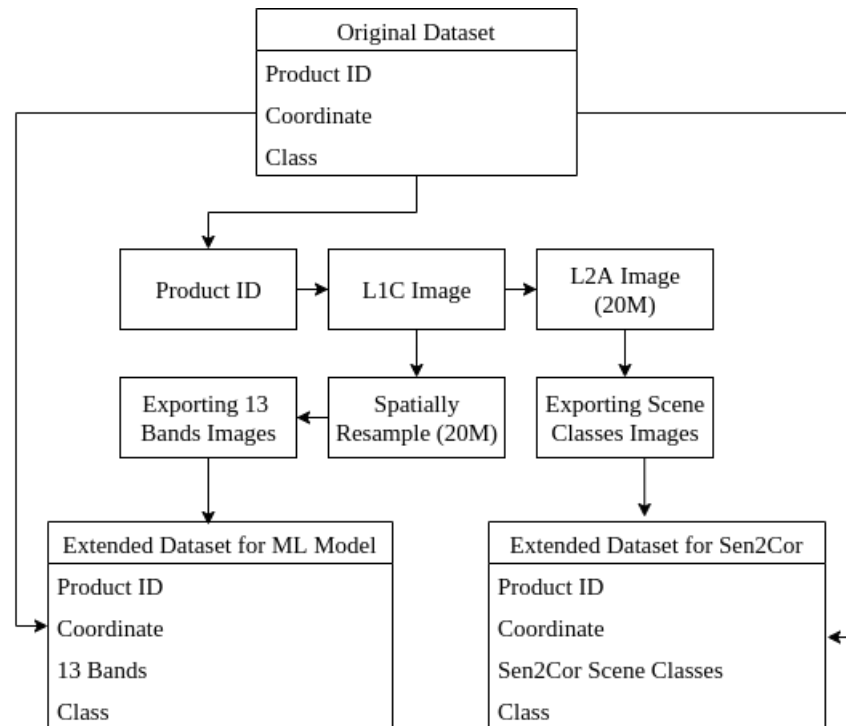 Original Dataset
Product ID
Coordinate
Class
Product ID
L1C Image
L2A Image
(20M)
Exporting 13
Bands Images
Spatially
Resample (20M)
Exporting Scene
Classes Images
Extended Dataset for ML Model
Product ID
Coordinate
13 Bands
Class
Extended Dataset for Sen2Cor
Product ID
Coordinate
Sen2Cor Scene Classes
Class